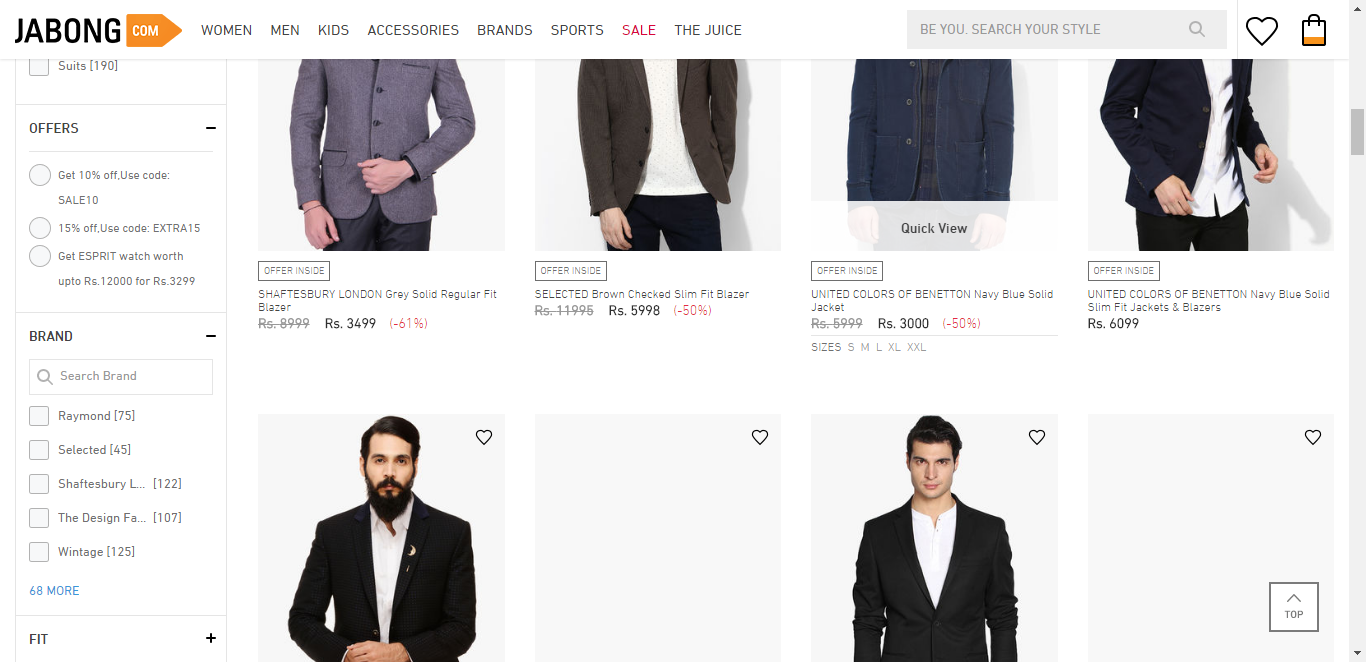 JABONG COM
WOMEN MEN KIDS ACCESSORIES BRANDS SPORTS SALE THE JUICE
BE YOU. SEARCH YOUR STYLE
Suits [190]
OFFERS
Get 10% off,Use code:
SALE10
15% off,Use code: EXTRA15
Get ESPRIT watch worth
upto Rs.12000 for Rs.3299
BRAND
Search Brand
Raymond [75]
Selected [45]
Shaftesbury L... [122]
The Design Fa... [107]
Wintage [125]
68 MORE
FIT
OFFER INSIDE
SHAFTESBURY LONDON Grey Solid Regular Fit
Blazer
Rs. 8999 Rs. 3499 (-61%)
OFFER INSIDE
SELECTED Brown Checked Slim Fit Blazer
Rs. 11995 Rs. 5998 (-50%)
Quick View
OFFER INSIDE
UNITED COLORS OF BENETTON Navy Blue Solid
Jacket
Rs. 5999 Rs. 3000 (-50%)
SIZES S M L XL XXL
OFFER INSIDE
UNITED COLORS OF BENETTON Navy Blue Solid
Slim Fit Jackets & Blazers
Rs. 6099
TOP